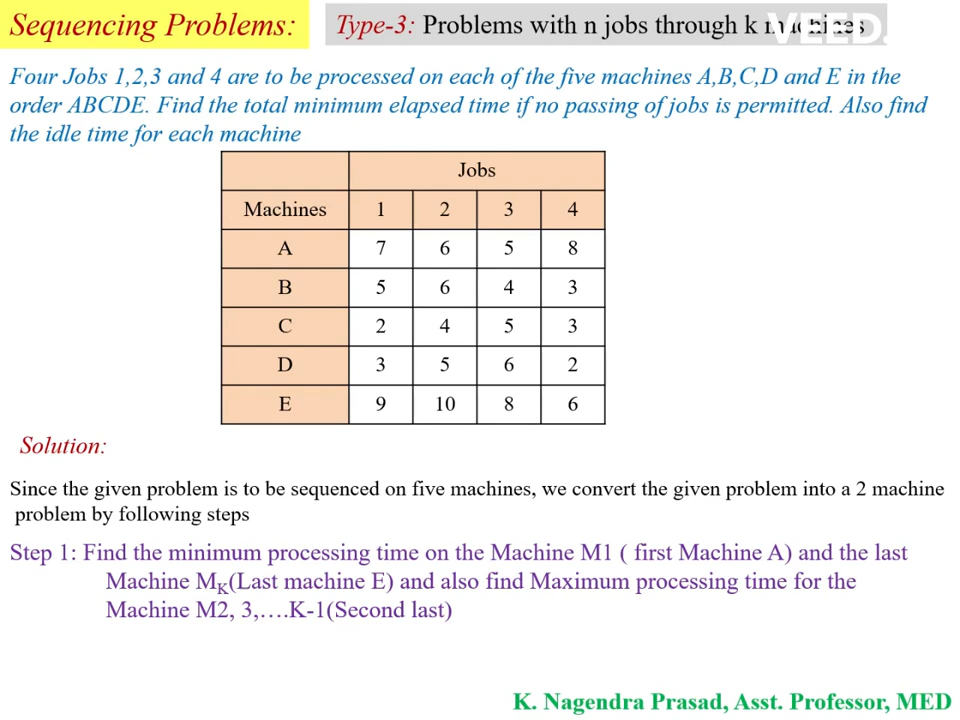 Sequencing Problems:
Type-3: Problems with n jobs through k machines
VEED.
Four Jobs 1,2,3 and 4 are to be processed on each of the five machines A,B,C,D and E in the
order ABCDE. Find the total minimum elapsed time if no passing of jobs is permitted. Also find
the idle time for each machine
Jobs
Machines 1 2 3 4
A 7 6 5 8
B 5 6 4 3
C 2 4 5 3
D 3 5 6 2
E 9 10 8 6
Solution:
Since the given problem is to be sequenced on five machines, we convert the given problem into a 2 machine
problem by following steps
Step 1: Find the minimum processing time on the Machine M1 ( first Machine A) and the last
Machine MK(Last machine E) and also find Maximum processing time for the
Machine M2, 3,….K-1(Second last)
K. Nagendra Prasad, Asst. Professor, MED